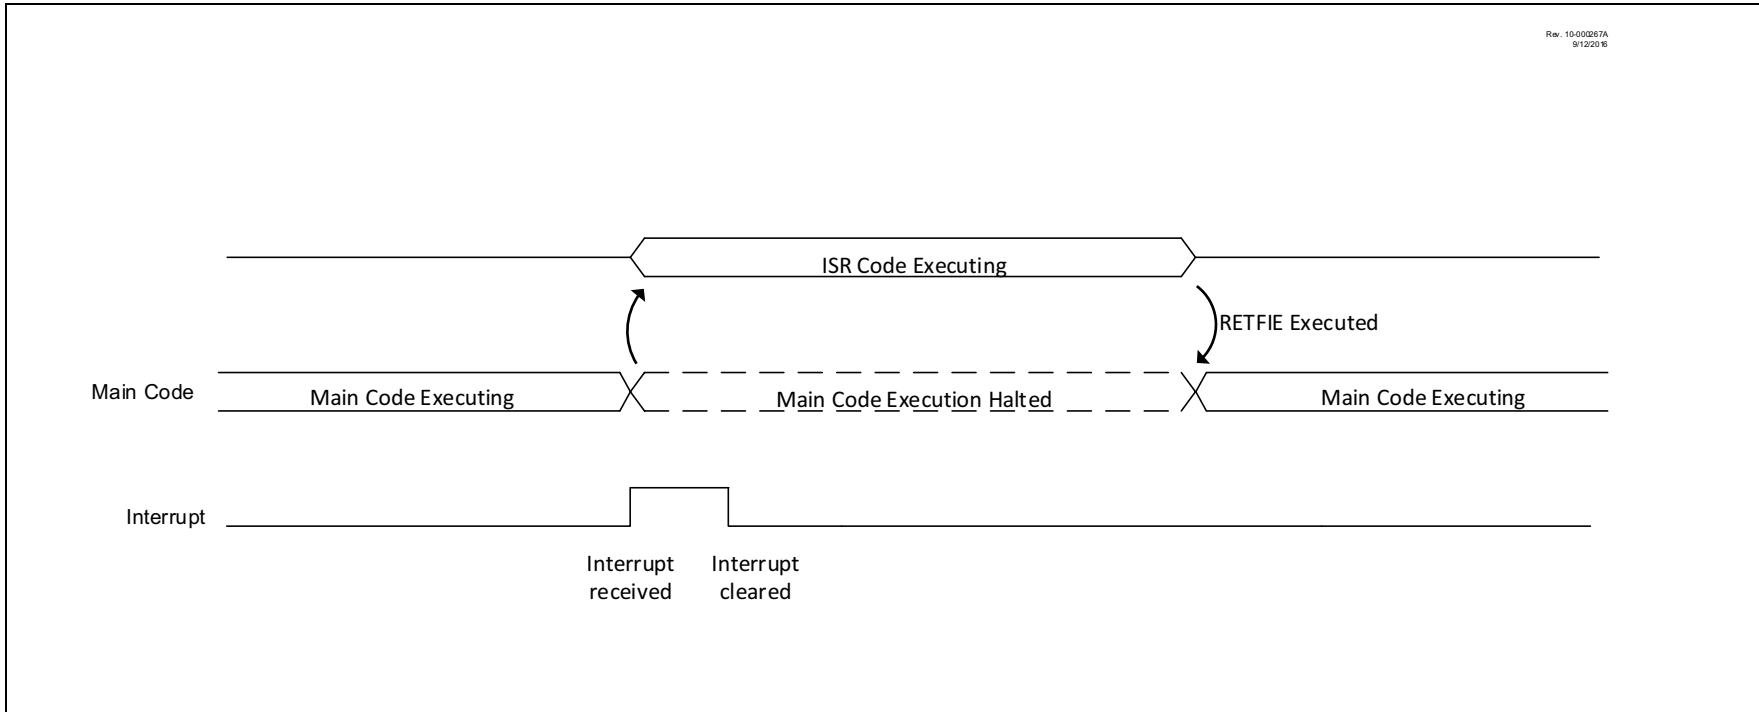 Rev. 10-000267A
9/12/2016
ISR Code Executing
RETFIE Executed
Main Code
Main Code Executing
Main Code Execution Halted
Main Code Executing
Interrupt
Interrupt
received
Interrupt
cleared